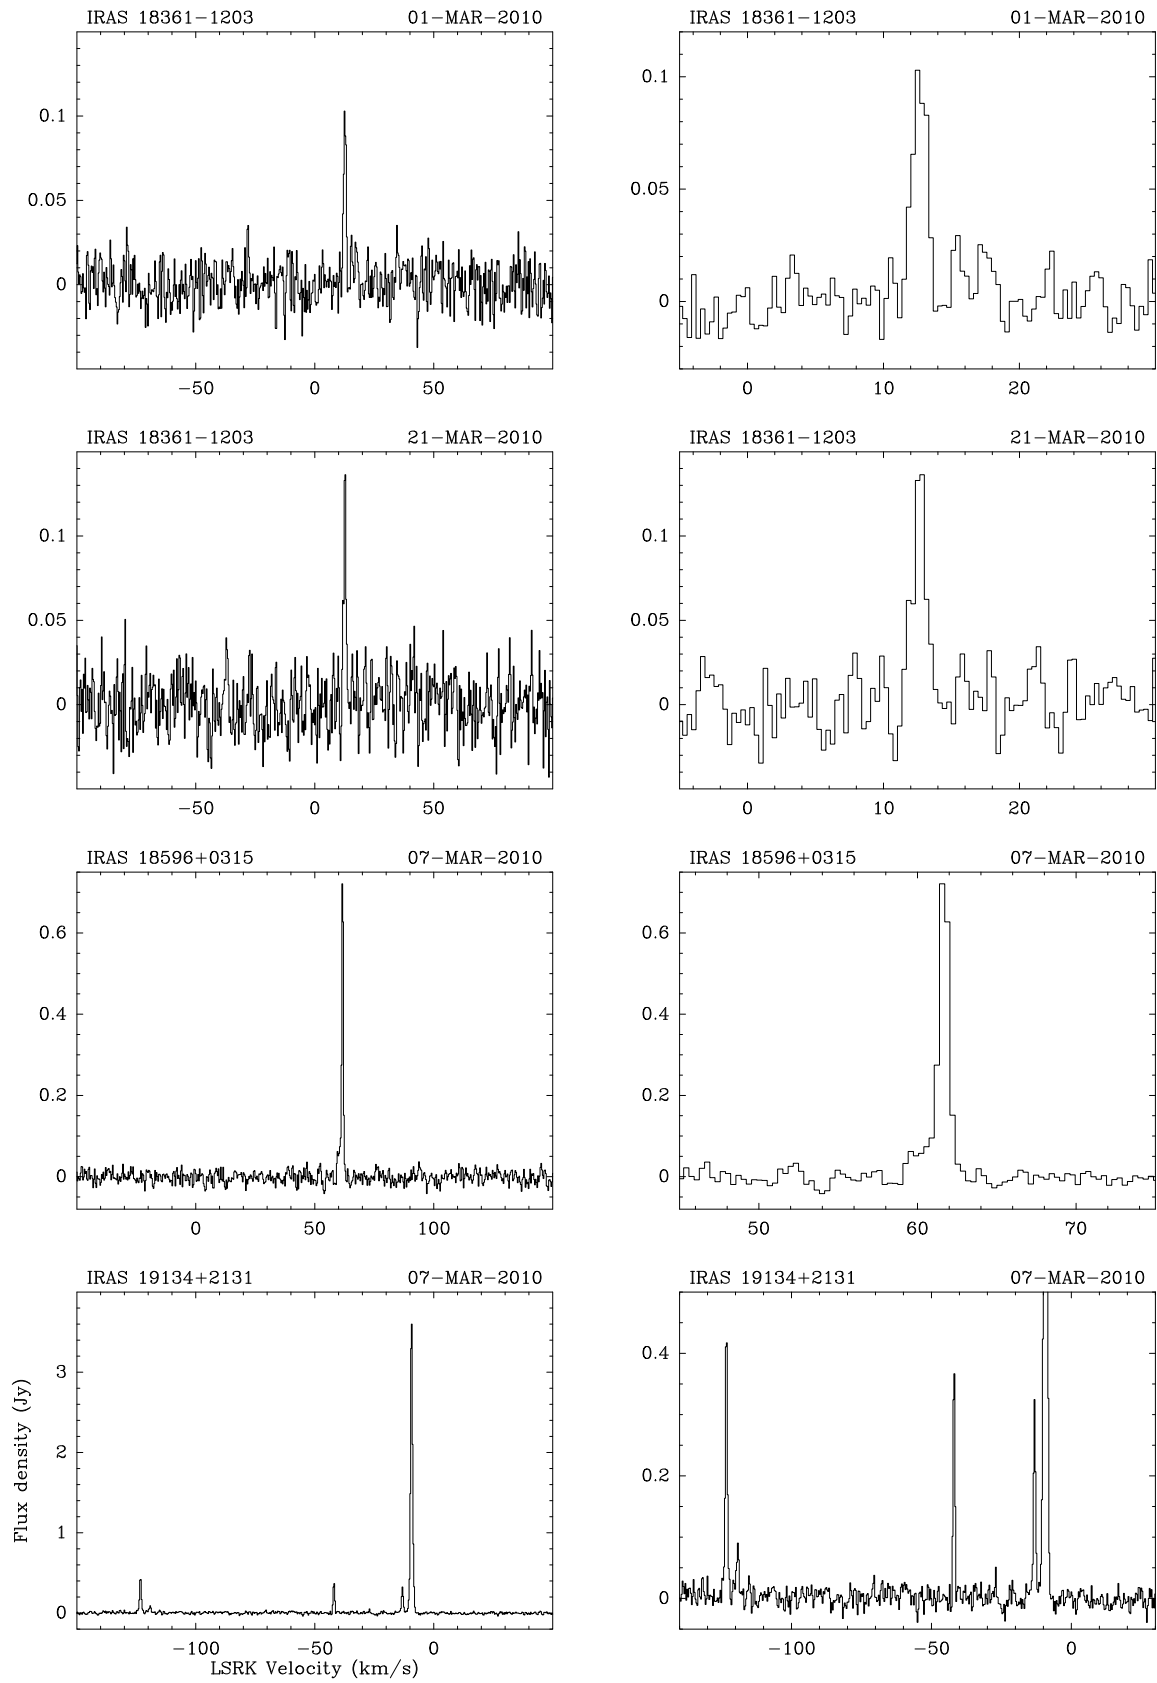 IRAS 18361−1203 01−MAR−2010 IRAS 18361−1203 01−MAR−2010
0.1 0.1
0.05 0.05
0 0
−50 0 50 0 10 20
IRAS 18361−1203 21−MAR−2010 IRAS 18361−1203 21−MAR−2010
0.1 0.1
0.05 0.05
0 0
−50 0 50 0 10 20
IRAS 18596+0315 07−MAR−2010 IRAS 18596+0315 07−MAR−2010
0.6 0.6
0.4 0.4
0.2 0.2
0 0
0 50 100 50 60 70
IRAS 19134+2131 07−MAR−2010 IRAS 19134+2131 07−MAR−2010
3 0.4
2 0.2
1
0 0
Flux density (Jy)
−100 −50 0 −100 −50 0
LSRK Velocity (km/s)